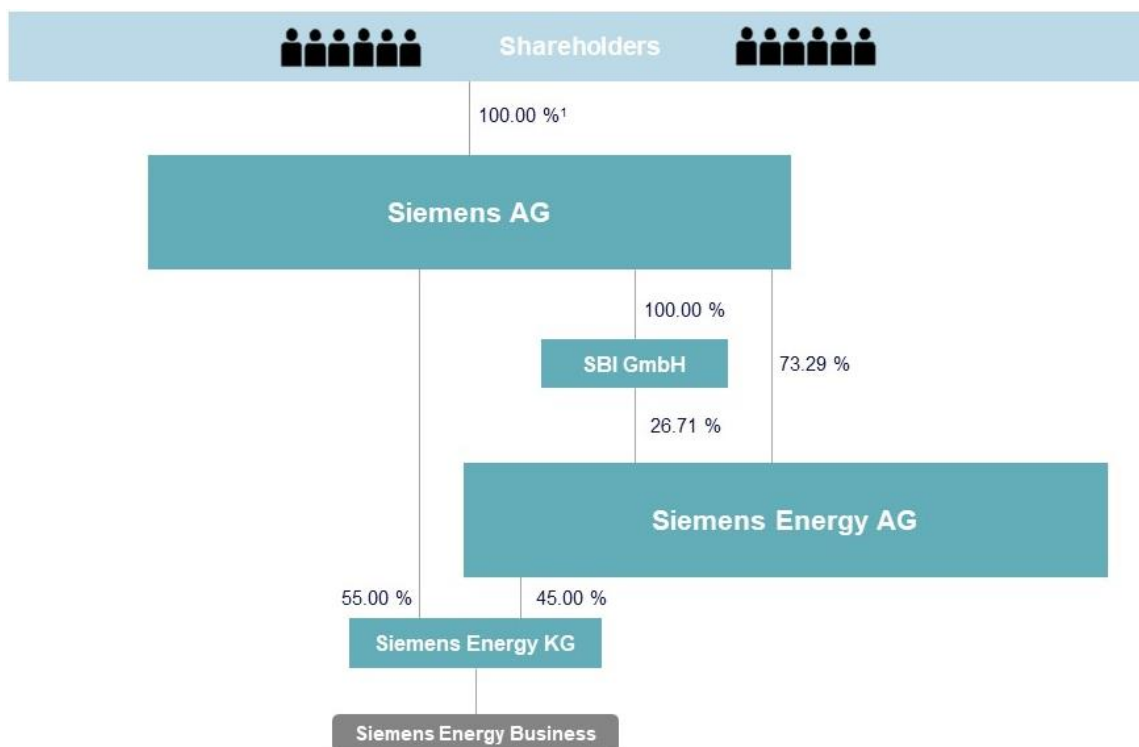 Shareholders
100.00 %¹
Siemens AG
100.00 %
SBI GmbH
73.29 %
26.71 %
Siemens Energy AG
55.00 %
45.00 %
Siemens Energy KG
Siemens Energy Business